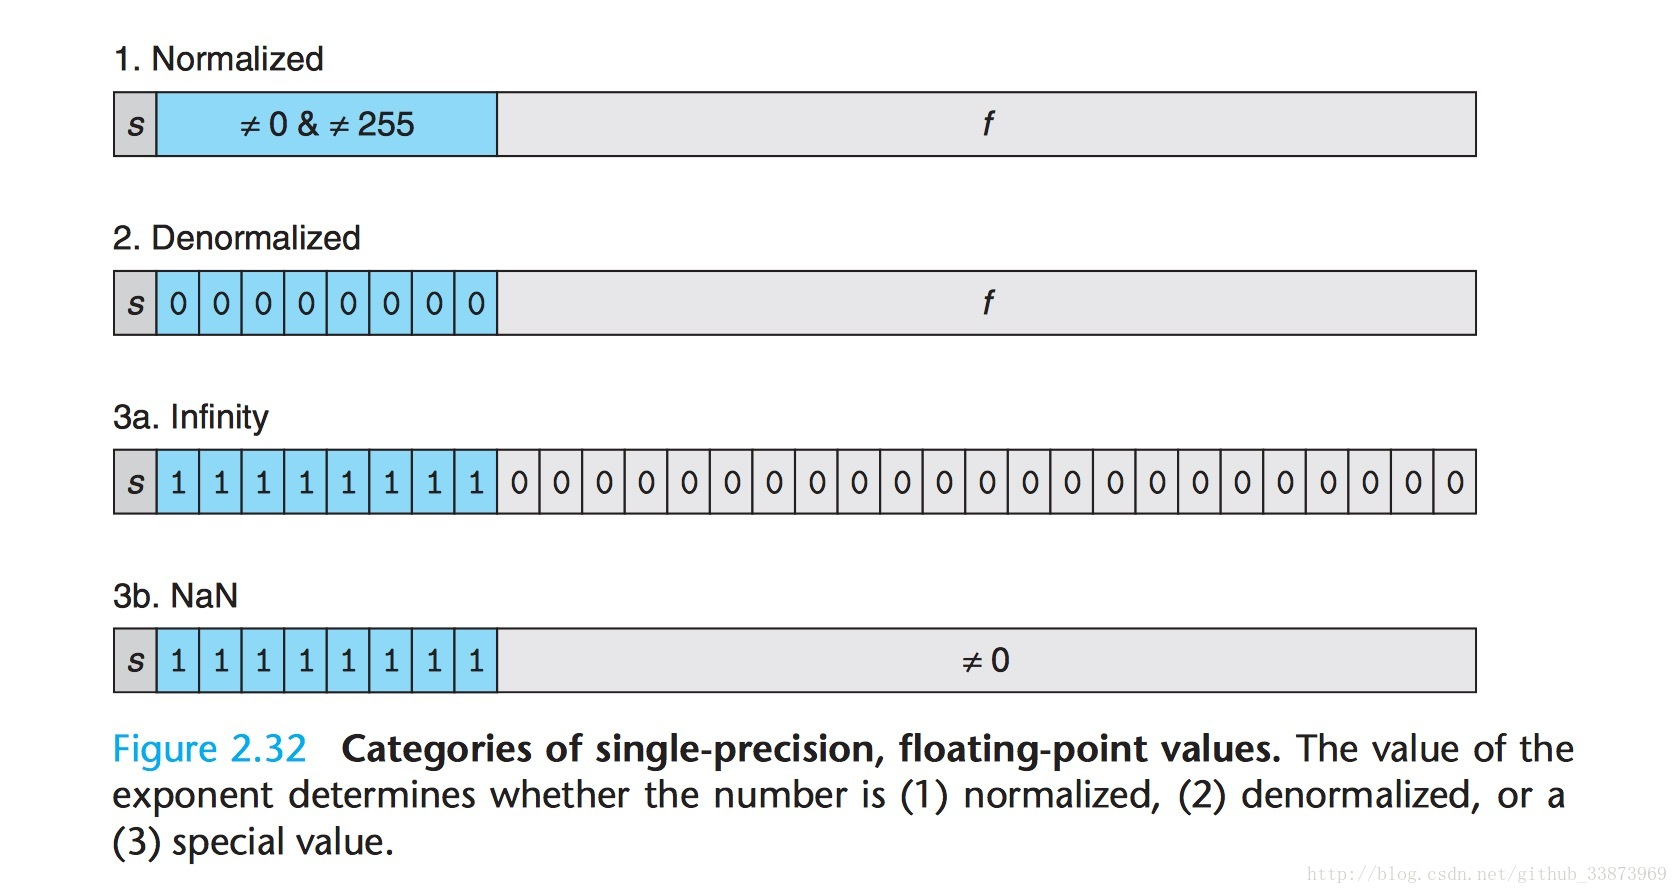 1. Normalized
s ≠ 0 & ≠ 255 f
2. Denormalized
s 0 0 0 0 0 0 0 0 f
3a. Infinity
s 1 1 1 1 1 1 1 1 0 0 0 0 0 0 0 0 0 0 0 0 0 0 0 0 0 0 0 0 0 0 0
3b. NaN
s 1 1 1 1 1 1 1 1 ≠ 0
Figure 2.32 Categories of single-precision, floating-point values. The value of the
exponent determines whether the number is (1) normalized, (2) denormalized, or a
(3) special value.
http://blog.csdn.net/github_33873969